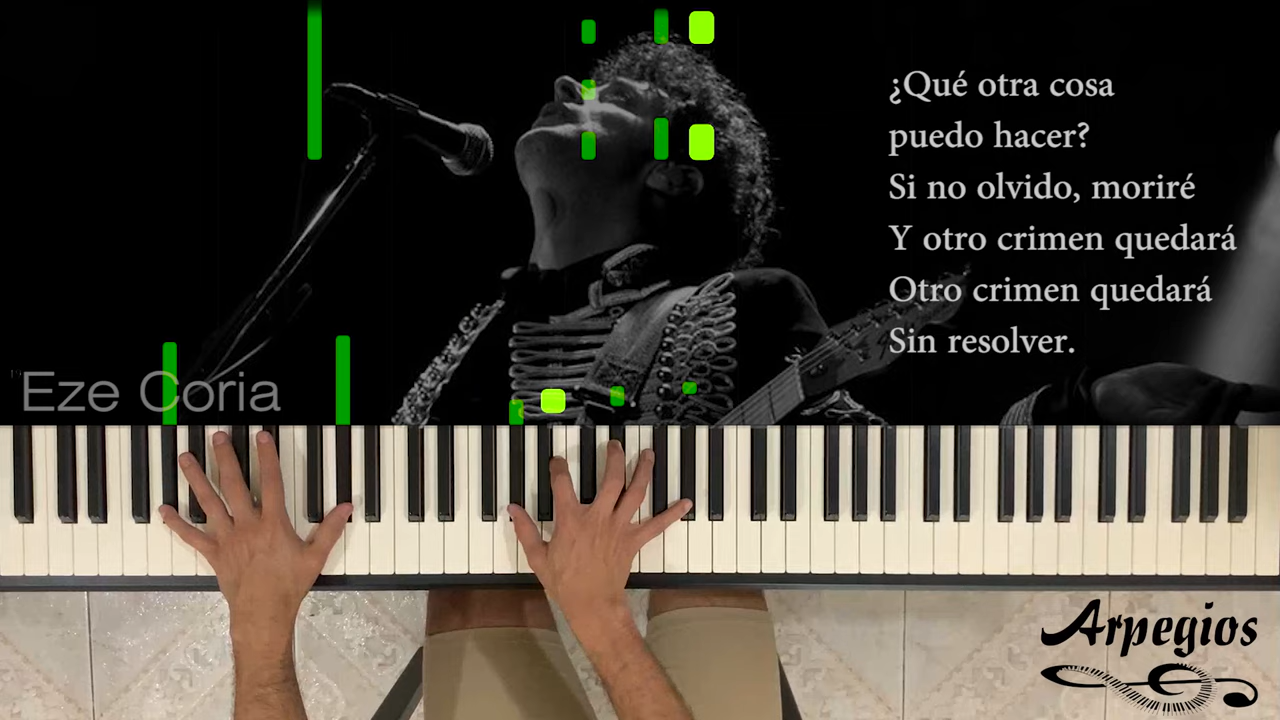 ¿Qué otra cosa
puedo hacer?
Si no olvido, moriré
Y otro crimen quedará
Otro crimen quedará
Sin resolver.
Eze Coria
Arpegios